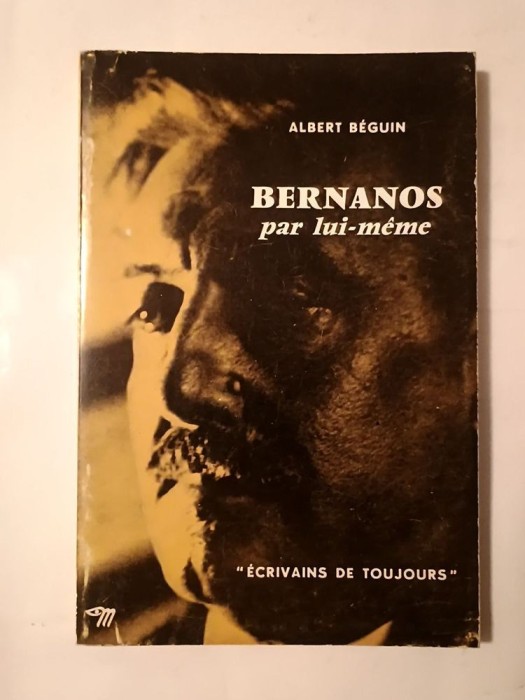 ALBERT BÉGUIN
BERNANOS
par lui-même
"ÉCRIVAINS DE TOUJOURS"
m